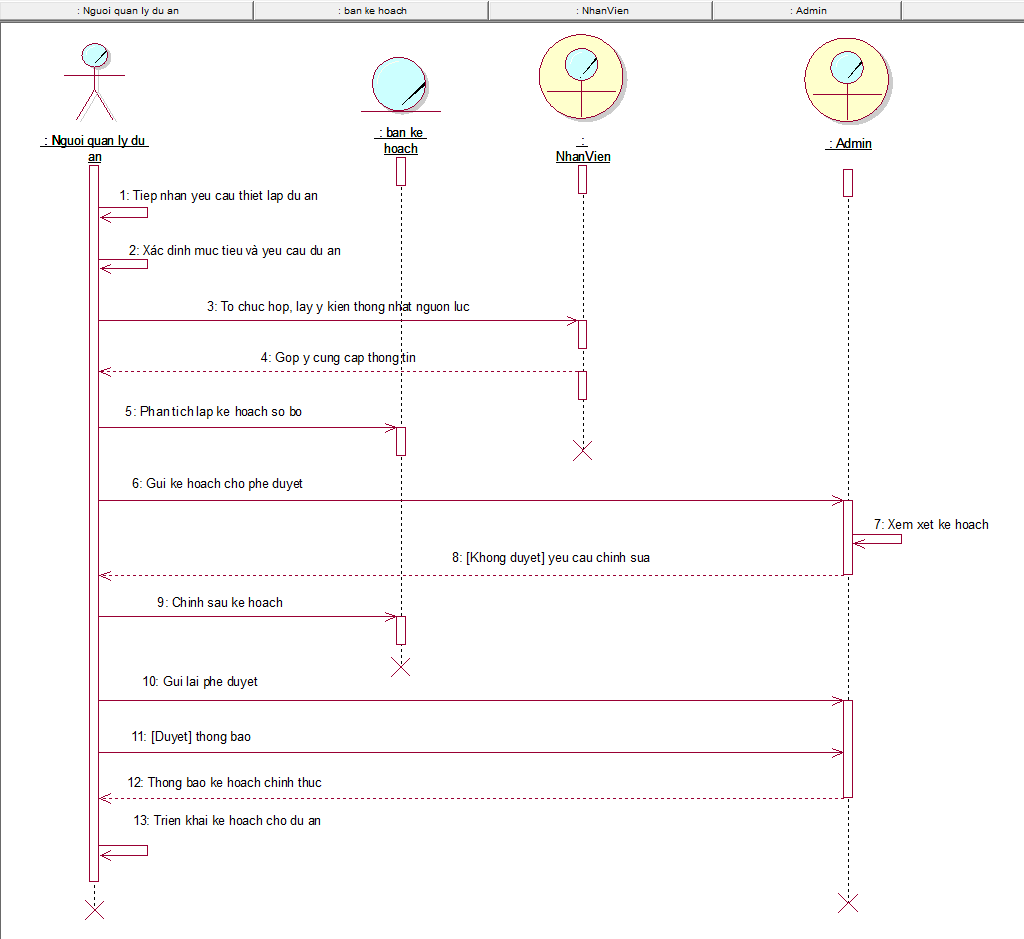 : Nguoi quan ly du an
: ban ke hoach
: NhanVien
: Admin
: Nguoi quan ly du
an
: ban ke
hoach
:
NhanVien
: Admin
1: Tiep nhan yeu cau thiet lap du an
2: Xác dinh muc tieu và yeu cau du an
3: To chuc hop, lay y kien thong nhat nguon luc
4: Gop y cung cap thong tin
5: Phan tich lap ke hoach so bo
6: Gui ke hoach cho phe duyet
7: Xem xet ke hoach
8: [Khong duyet] yeu cau chinh sua
9: Chinh sau ke hoach
10: Gui lai phe duyet
11: [Duyet] thong bao
12: Thong bao ke hoach chinh thuc
13: Trien khai ke hoach cho du an